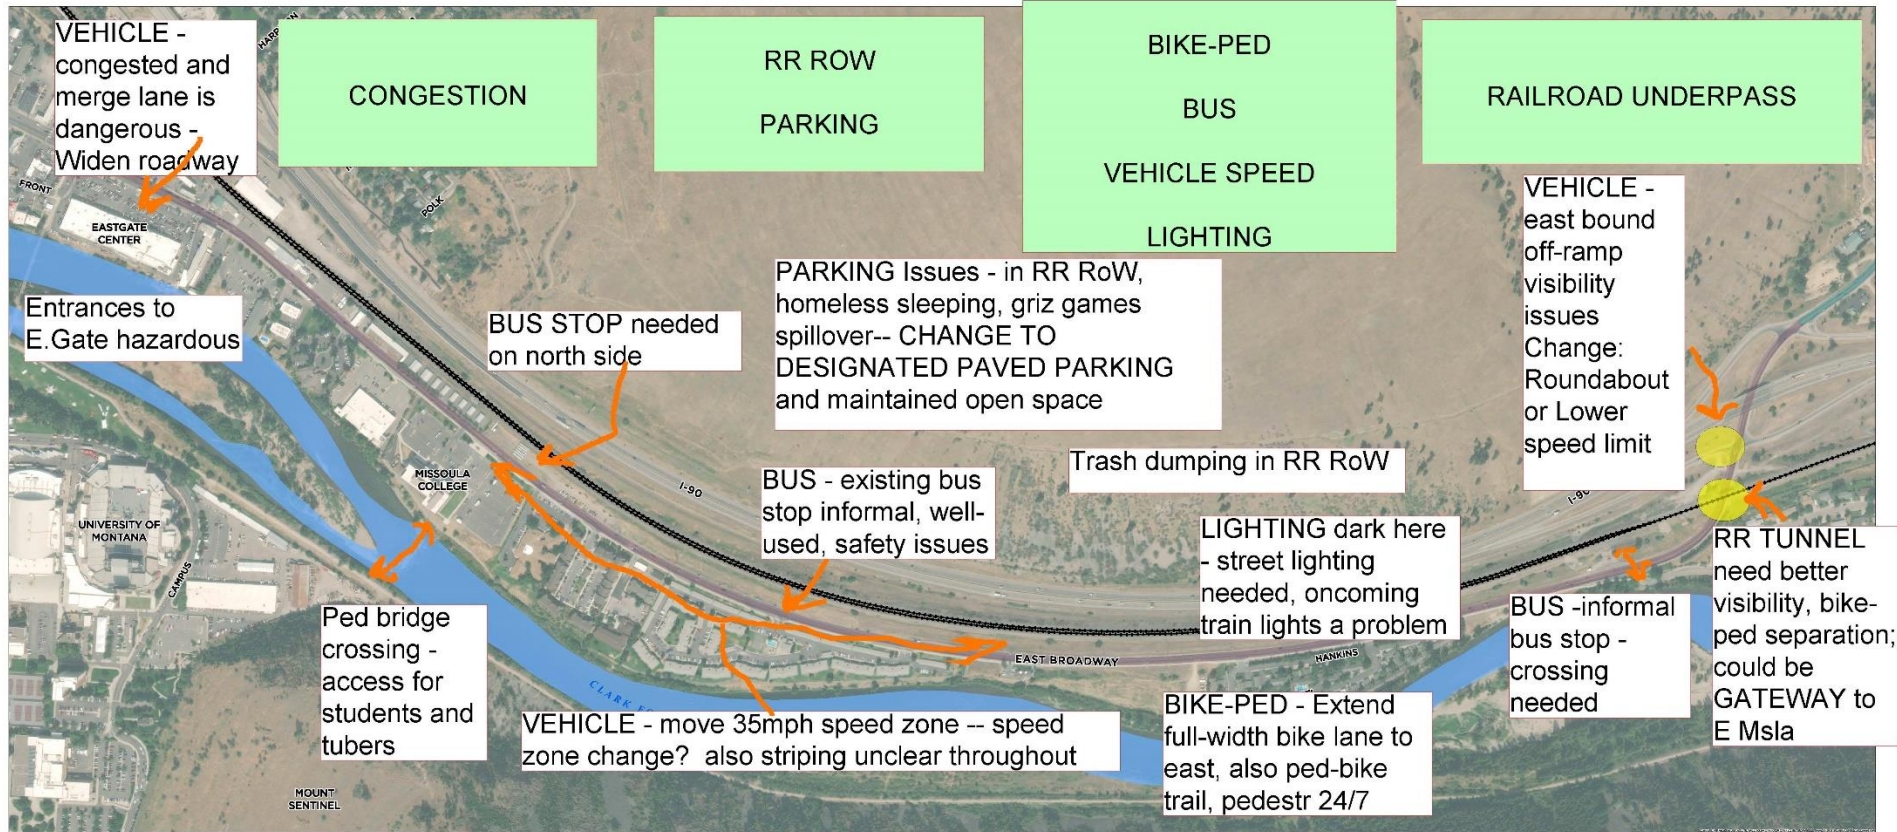 VEHICLE -
congested and
merge lane is
dangerous -
Widen roadway
CONGESTION
RR ROW
PARKING
BIKE-PED
BUS
VEHICLE SPEED
LIGHTING
RAILROAD UNDERPASS
FRONT
POLK
EASTGATE
CENTER
Entrances to
E.Gate hazardous
BUS STOP needed
on north side
PARKING Issues - in RR RoW,
homeless sleeping, griz games
spillover-- CHANGE TO
DESIGNATED PAVED PARKING
and maintained open space
VEHICLE -
east bound
off-ramp
visibility
issues
Change:
Roundabout
or Lower
speed limit
Trash dumping in RR RoW
MISSOULA
COLLEGE
I-90
I-90
BUS - existing bus
stop informal, well-
used, safety issues
LIGHTING dark here
- street lighting
needed, oncoming
train lights a problem
UNIVERSITY OF
MONTANA
CAMPUS
RR TUNNEL
need better
visibility, bike-
ped separation;
could be
GATEWAY to
E Msla
BUS -informal
bus stop -
crossing
needed
Ped bridge
crossing -
access for
students and
tubers
EAST BROADWAY
HANKINS
CLARK
VEHICLE - move 35mph speed zone -- speed
zone change? also striping unclear throughout
BIKE-PED - Extend
full-width bike lane to
east, also ped-bike
trail, pedestr 24/7
MOUNT
SENTINEL